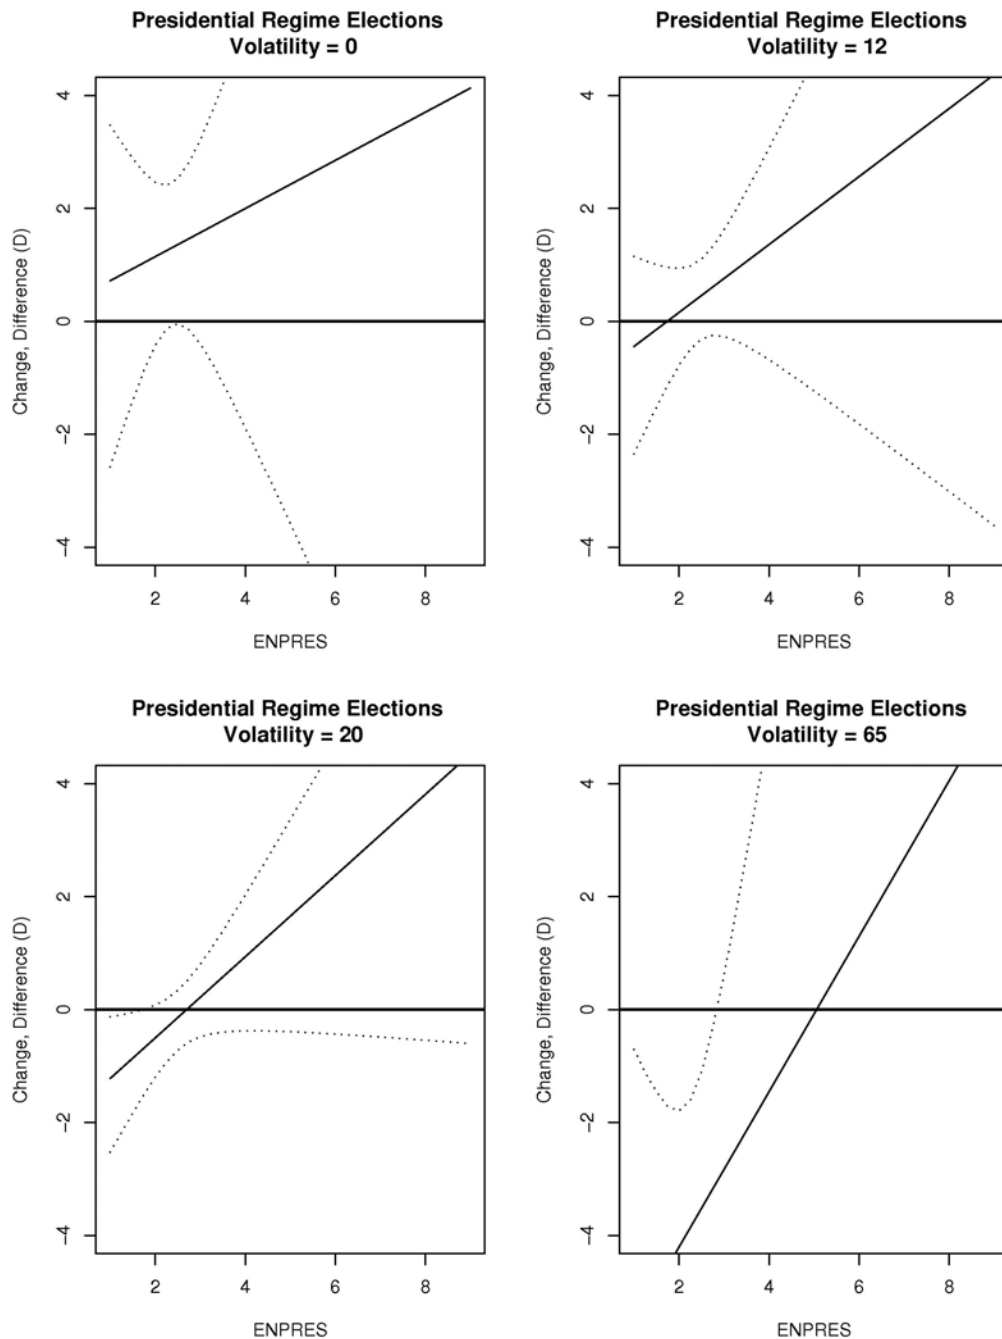 Presidential Regime Elections
Volatility = 0
Change, Difference (D)
4
2
0
−2
−4
2 4 6 8
ENPRES
Presidential Regime Elections
Volatility = 12
Change, Difference (D)
4
2
0
−2
−4
2 4 6 8
ENPRES
Presidential Regime Elections
Volatility = 20
Change, Difference (D)
4
2
0
−2
−4
2 4 6 8
ENPRES
Presidential Regime Elections
Volatility = 65
Change, Difference (D)
4
2
0
−2
−4
2 4 6 8
ENPRES